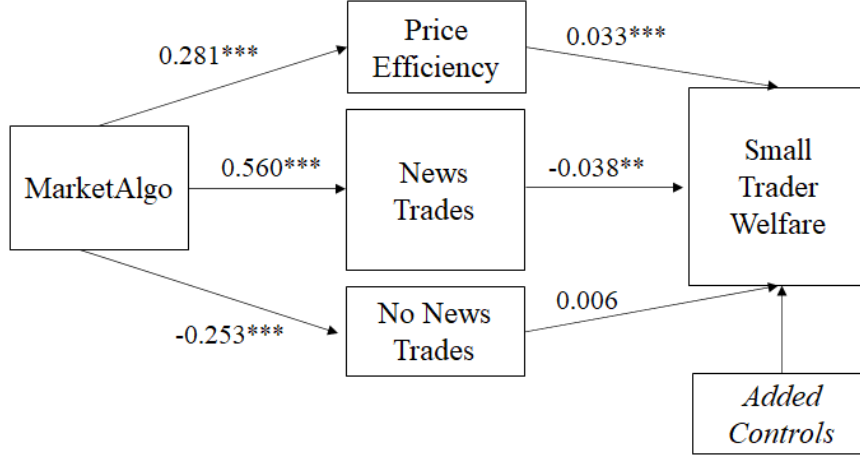 Price
Efficiency
0.281***
0.033***
MarketAlgo
0.560***
News
Trades
-0.038**
Small
Trader
Welfare
-0.253***
No News
Trades
0.006
Added
Controls